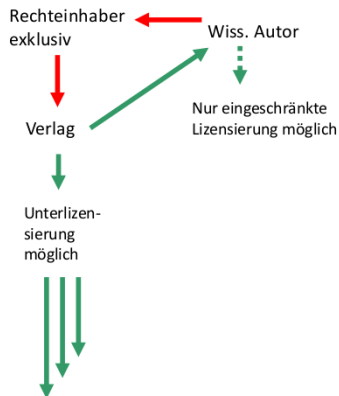 Rechteinhaber
exklusiv
Wiss. Autor
Nur eingeschränkte
Lizensierung möglich
Verlag
Unterlizen-
sierung
möglich